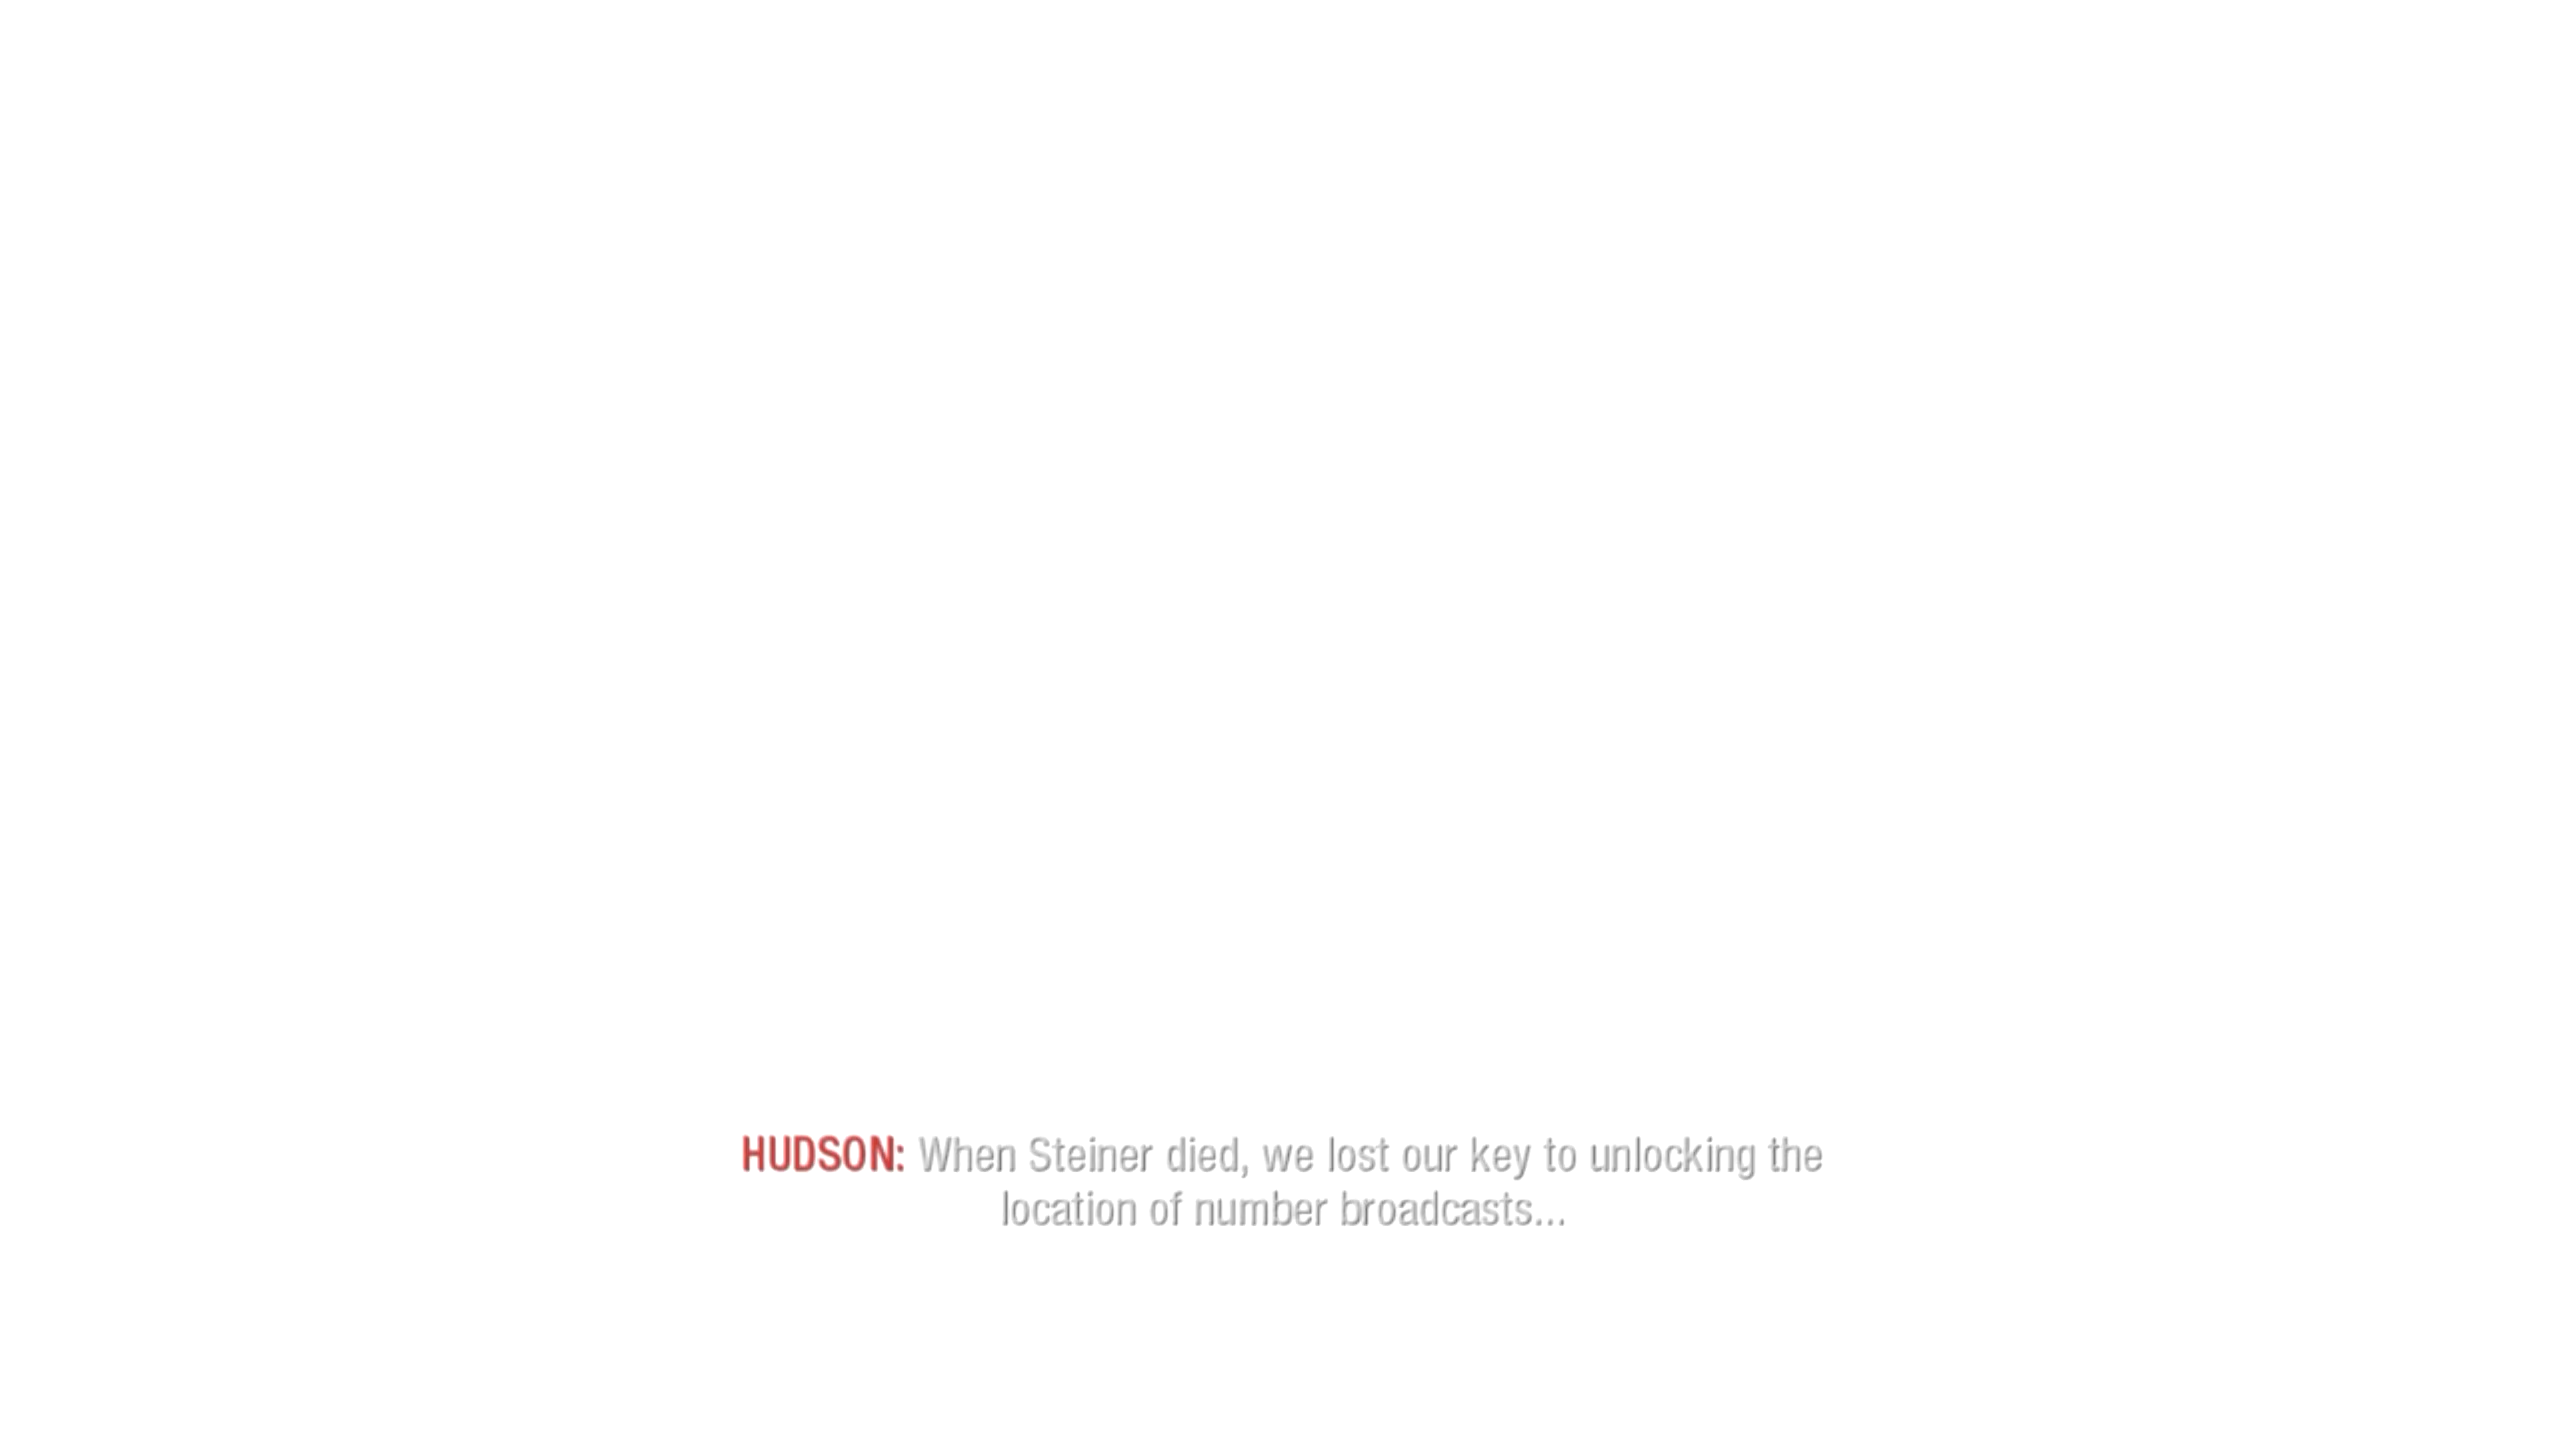 HUDSON: When Steiner died, we lost our key to unlocking the
location of number broadcasts...